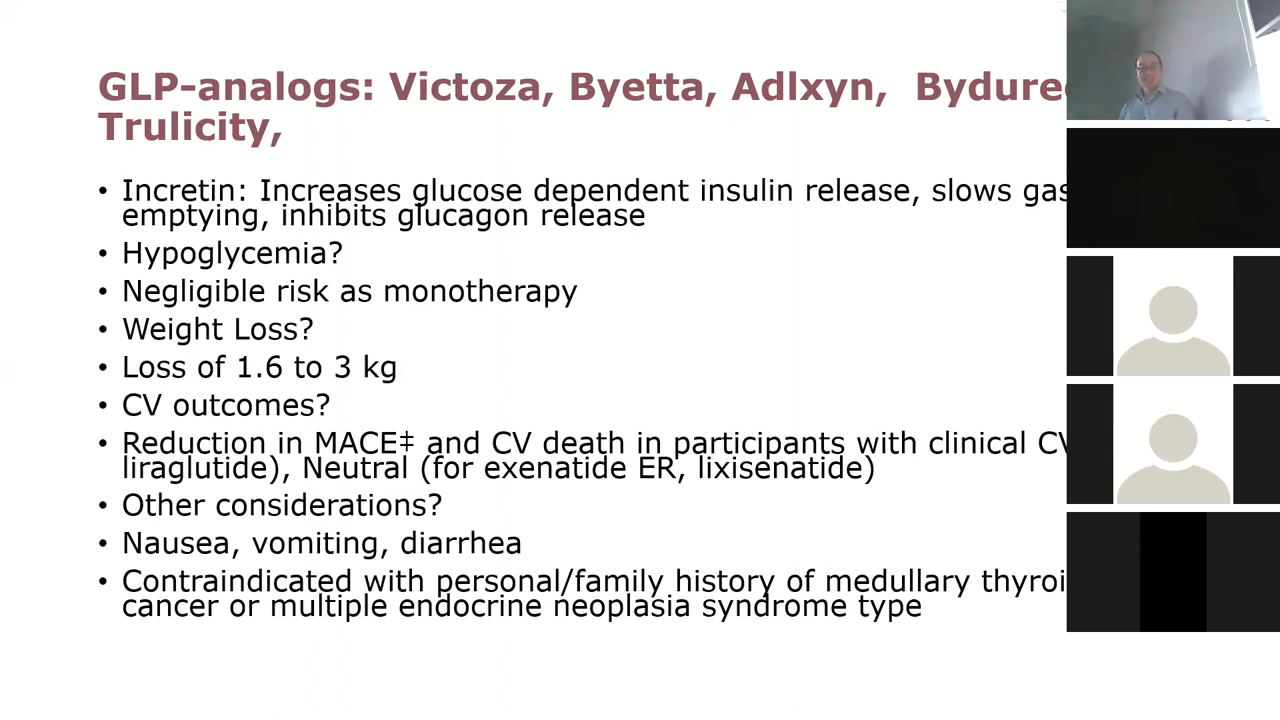 GLP-analogs: Victoza, Byetta, Adlxyn, Bydure
Trulicity,
• Incretin: Increases glucose dependent insulin release, slows gas
emptying, inhibits glucagon release
• Hypoglycemia?
• Negligible risk as monotherapy
• Weight Loss?
• Loss of 1.6 to 3 kg
• CV outcomes?
• Reduction in MACE‡ and CV death in participants with clinical CV
liraglutide), Neutral (for exenatide ER, lixisenatide)
• Other considerations?
• Nausea, vomiting, diarrhea
• Contraindicated with personal/family history of medullary thyroi
cancer or multiple endocrine neoplasia syndrome type